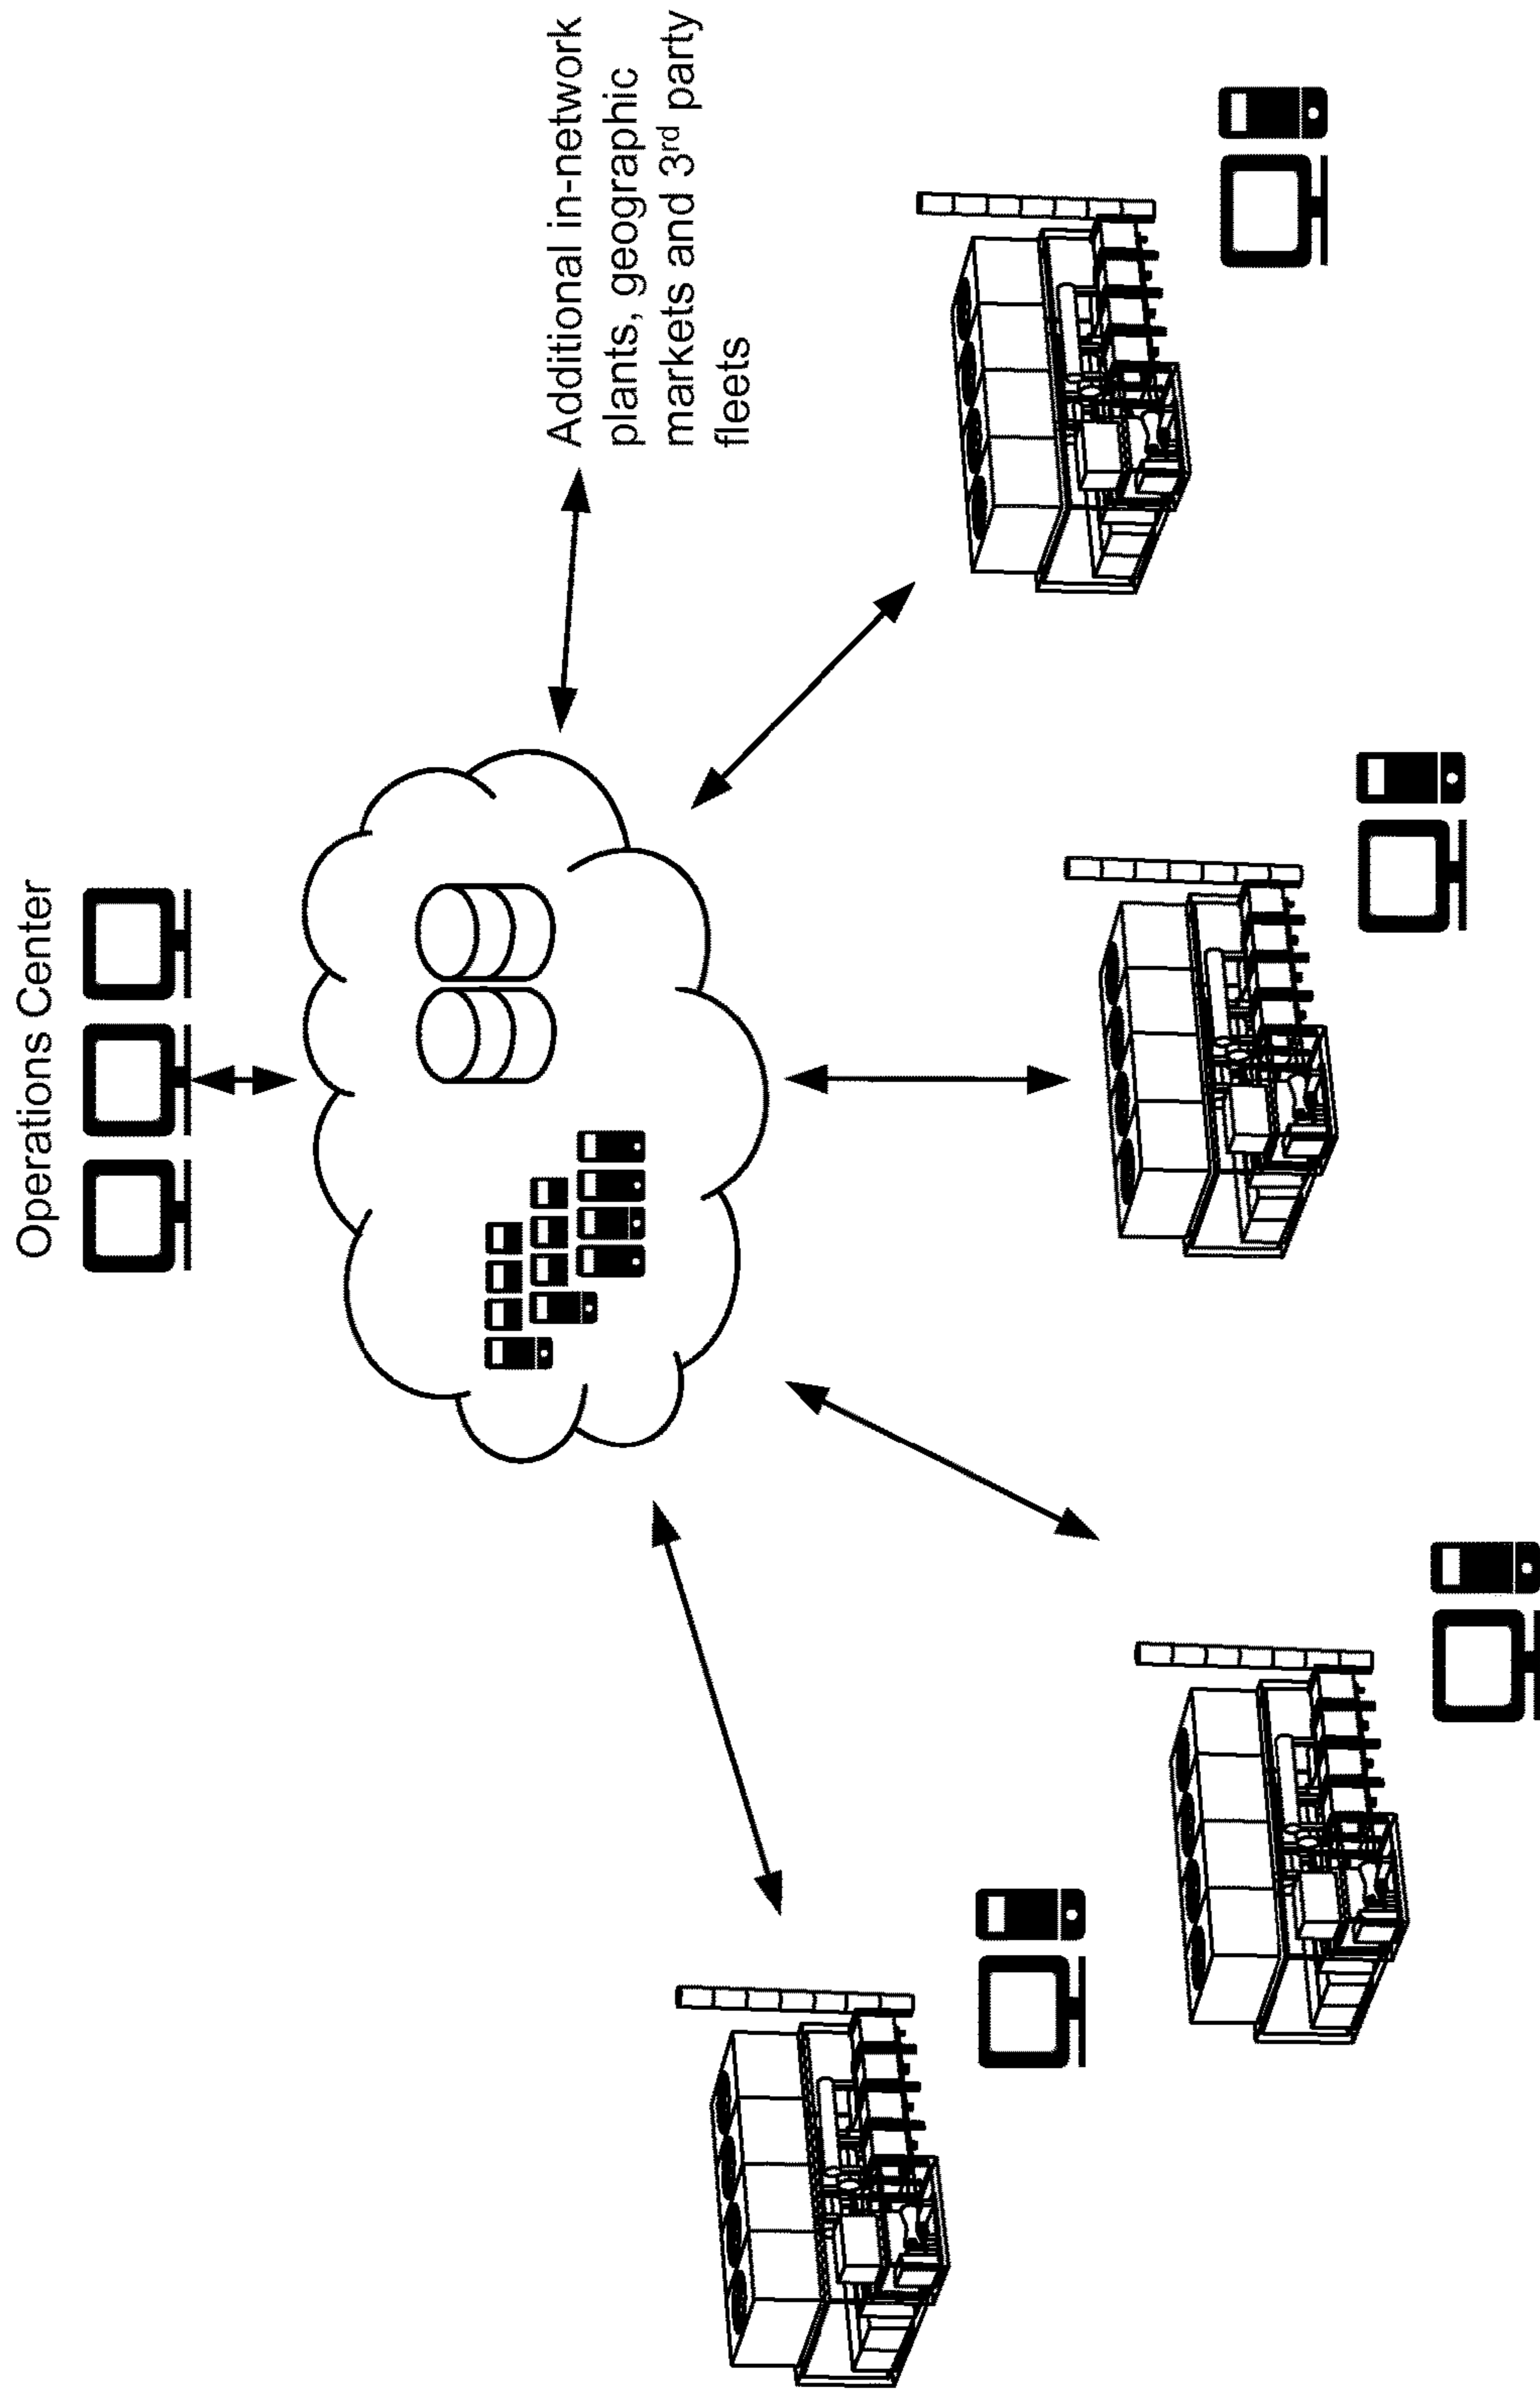 Operations Center
Additional in-network
plants, geographic
markets and 3rd party
fleets